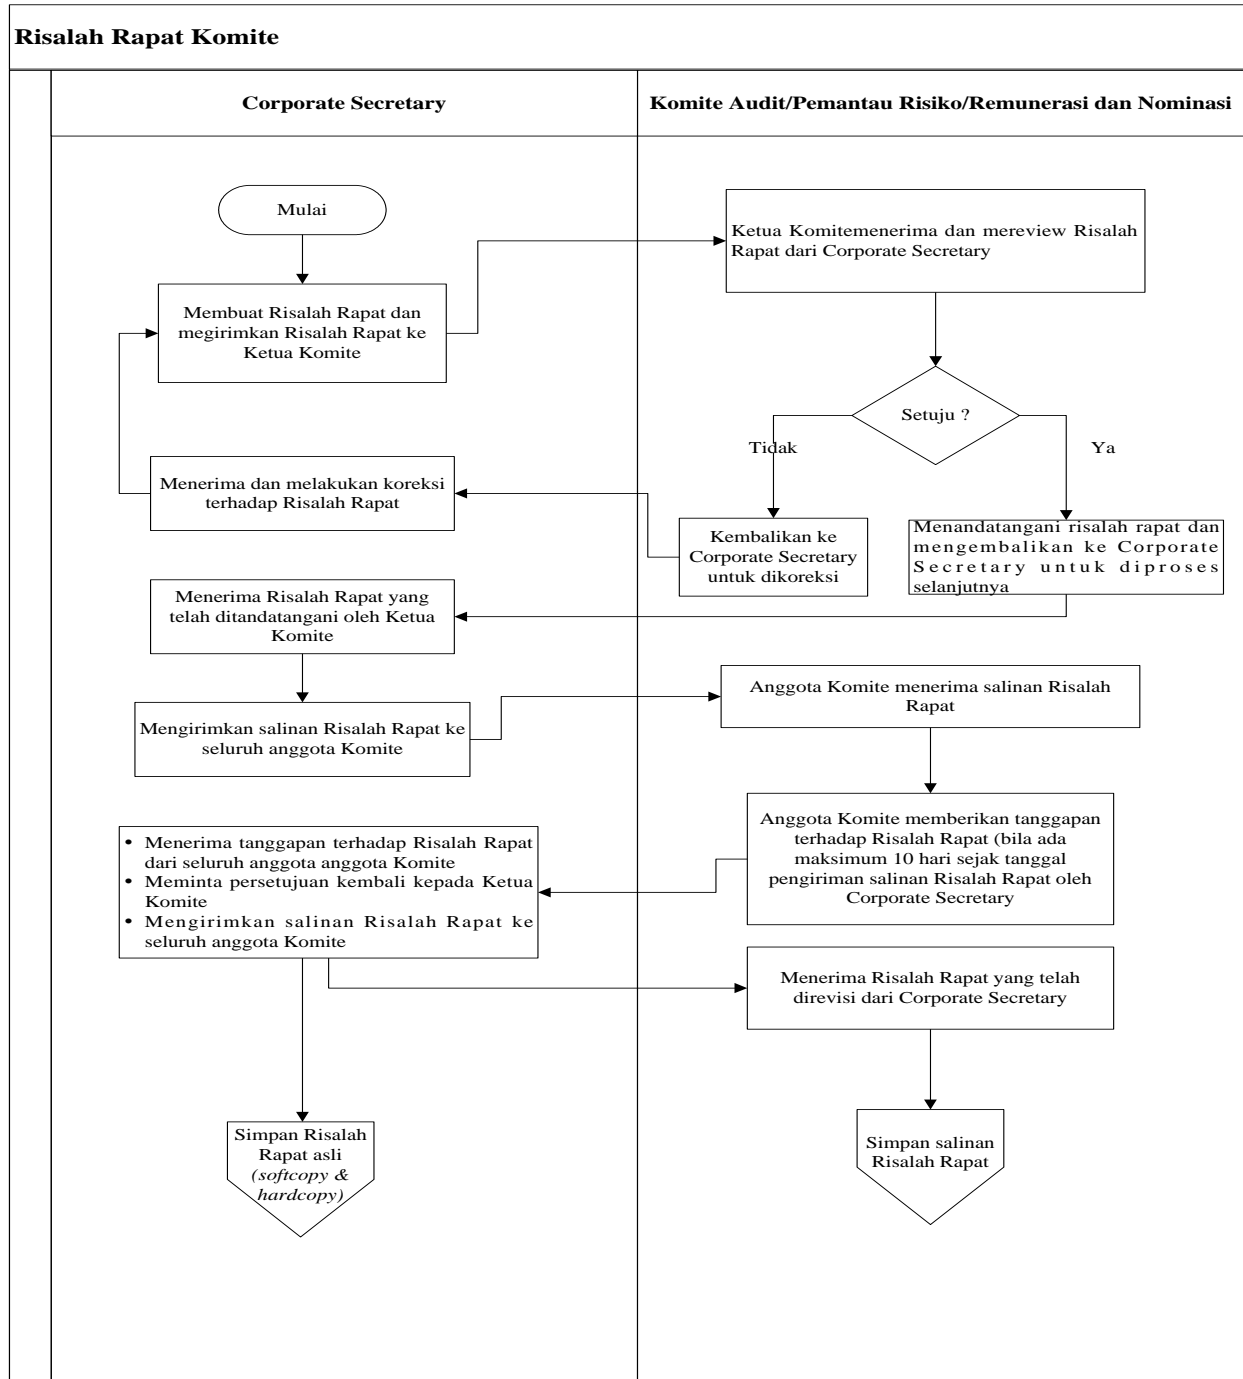 Risalah Rapat Komite
Corporate Secretary
Komite Audit/Pemantau Risiko/Remunerasi dan Nominasi
Mulai
Ketua Komitemenerima dan mereview Risalah
Rapat dari Corporate Secretary
Membuat Risalah Rapat dan
megirimkan Risalah Rapat ke
Ketua Komite
Setuju ?
Tidak
Ya
Menerima dan melakukan koreksi
terhadap Risalah Rapat
Kembalikan ke
Corporate Secretary
untuk dikoreksi
Menandatangani risalah rapat dan
mengembalikan ke Corporate
Secretary untuk diproses
selanjutnya
Menerima Risalah Rapat yang
telah ditandatangani oleh Ketua
Komite
Anggota Komite menerima salinan Risalah
Rapat
Mengirimkan salinan Risalah Rapat ke
seluruh anggota Komite
Anggota Komite memberikan tanggapan
terhadap Risalah Rapat (bila ada
maksimum 10 hari sejak tanggal
pengiriman salinan Risalah Rapat oleh
Corporate Secretary
• Menerima tanggapan terhadap Risalah Rapat
dari seluruh anggota anggota Komite
• Meminta persetujuan kembali kepada Ketua
Komite
• Mengirimkan salinan Risalah Rapat ke
seluruh anggota Komite
Menerima Risalah Rapat yang telah
direvisi dari Corporate Secretary
Simpan Risalah
Rapat asli
(softcopy &
hardcopy)
Simpan salinan
Risalah Rapat